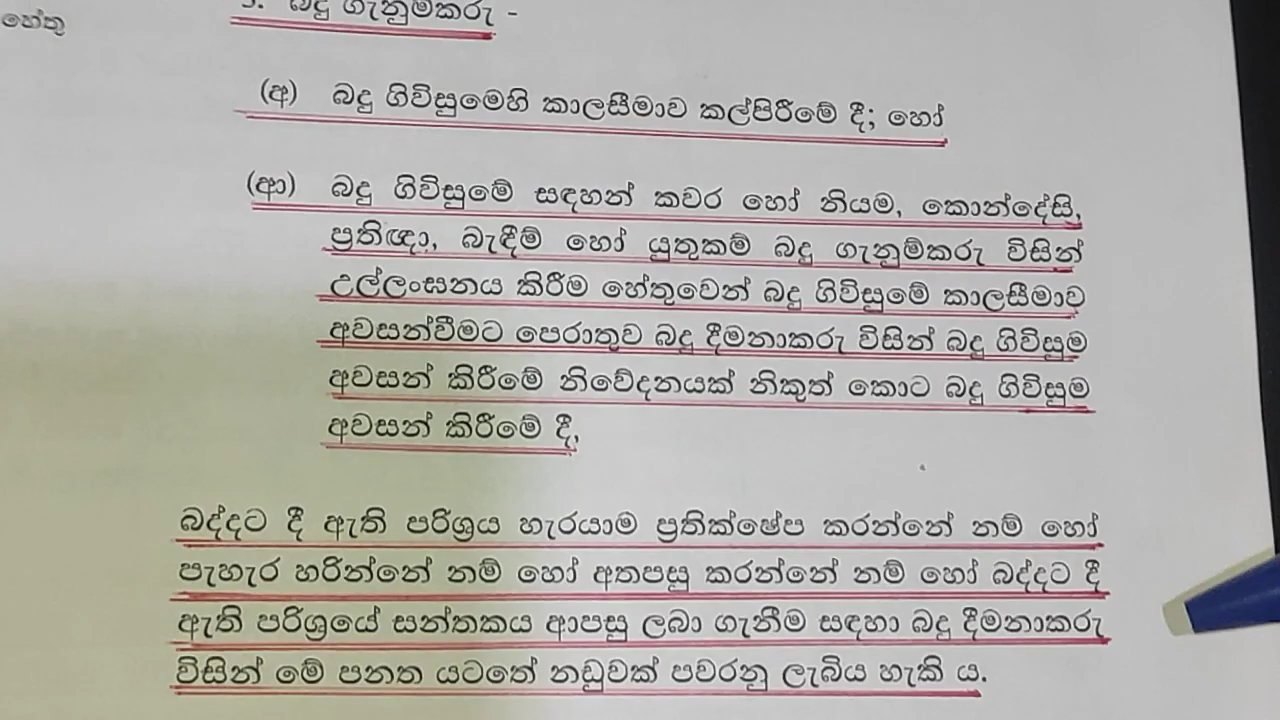 හේතු
3. බදු ගැනුම්කරු -
(අ) බදු ගිවිසුමෙහි කාලසීමාව කල්පිරීමේ දී; හෝ
(ආ) බදු ගිවිසුමේ සඳහන් කවර හෝ නියම, කොන්දේසි,
ප්‍රතිඥා, බැඳීම් හෝ යුතුකම් බදු ගැනුම්කරු විසින්
උල්ලංඝනය කිරීම හේතුවෙන් බදු ගිවිසුමේ කාලසීමාව
අවසන්වීමට පෙරාතුව බදු දීමනාකරු විසින් බදු ගිවිසුම
අවසන් කිරීමේ නිවේදනයක් නිකුත් කොට බදු ගිවිසුම
අවසන් කිරීමේ දී,
බද්දට දී ඇති පරිශ්‍රය හැරයාම ප්‍රතික්ෂේප කරන්නේ නම් හෝ
පැහැර හරින්නේ නම් හෝ අතපසු කරන්නේ නම් හෝ බද්දට දී
ඇති පරිශ්‍රයේ සන්තකය ආපසු ලබා ගැනීම සඳහා බදු දීමනාකරු
විසින් මේ පනත යටතේ නඩුවක් පවරනු ලැබිය හැකි ය.